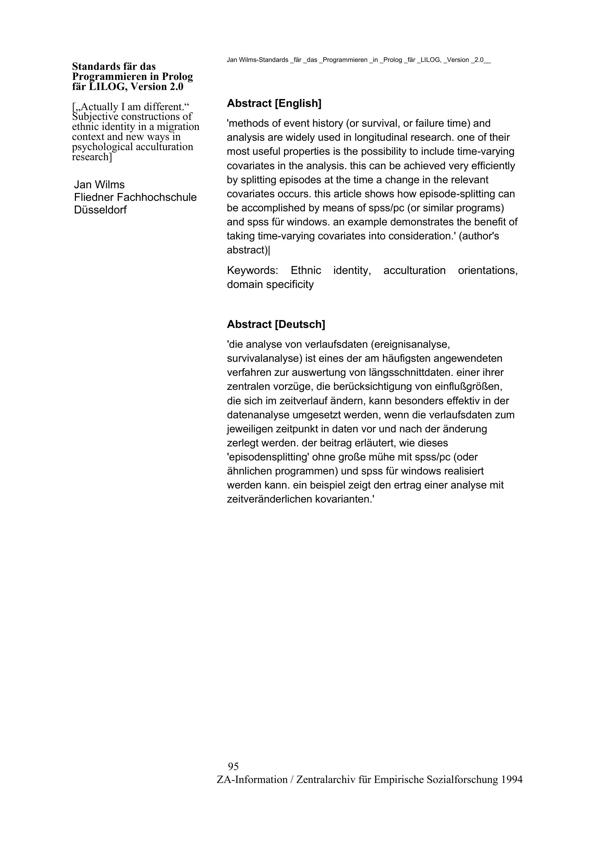 Jan Wilms-Standards _fär _das _Programmieren _in _Prolog _fär _LILOG, _Version _2.0__
Standards fär das
Programmieren in Prolog
fär LILOG, Version 2.0
[„Actually I am different.“
Subjective constructions of
ethnic identity in a migration
context and new ways in
psychological acculturation
research]
Jan Wilms
Fliedner Fachhochschule
Düsseldorf
Abstract [English]
'methods of event history (or survival, or failure time) and
analysis are widely used in longitudinal research. one of their
most useful properties is the possibility to include time-varying
covariates in the analysis. this can be achieved very efficiently
by splitting episodes at the time a change in the relevant
covariates occurs. this article shows how episode-splitting can
be accomplished by means of spss/pc (or similar programs)
and spss für windows. an example demonstrates the benefit of
taking time-varying covariates into consideration.' (author's
abstract)|
Keywords: Ethnic identity, acculturation orientations,
domain specificity
Abstract [Deutsch]
'die analyse von verlaufsdaten (ereignisanalyse,
survivalanalyse) ist eines der am häufigsten angewendeten
verfahren zur auswertung von längsschnittdaten. einer ihrer
zentralen vorzüge, die berücksichtigung von einflußgrößen,
die sich im zeitverlauf ändern, kann besonders effektiv in der
datenanalyse umgesetzt werden, wenn die verlaufsdaten zum
jeweiligen zeitpunkt in daten vor und nach der änderung
zerlegt werden. der beitrag erläutert, wie dieses
'episodensplitting' ohne große mühe mit spss/pc (oder
ähnlichen programmen) und spss für windows realisiert
werden kann. ein beispiel zeigt den ertrag einer analyse mit
zeitveränderlichen kovarianten.'
95
ZA-Information / Zentralarchiv für Empirische Sozialforschung 1994